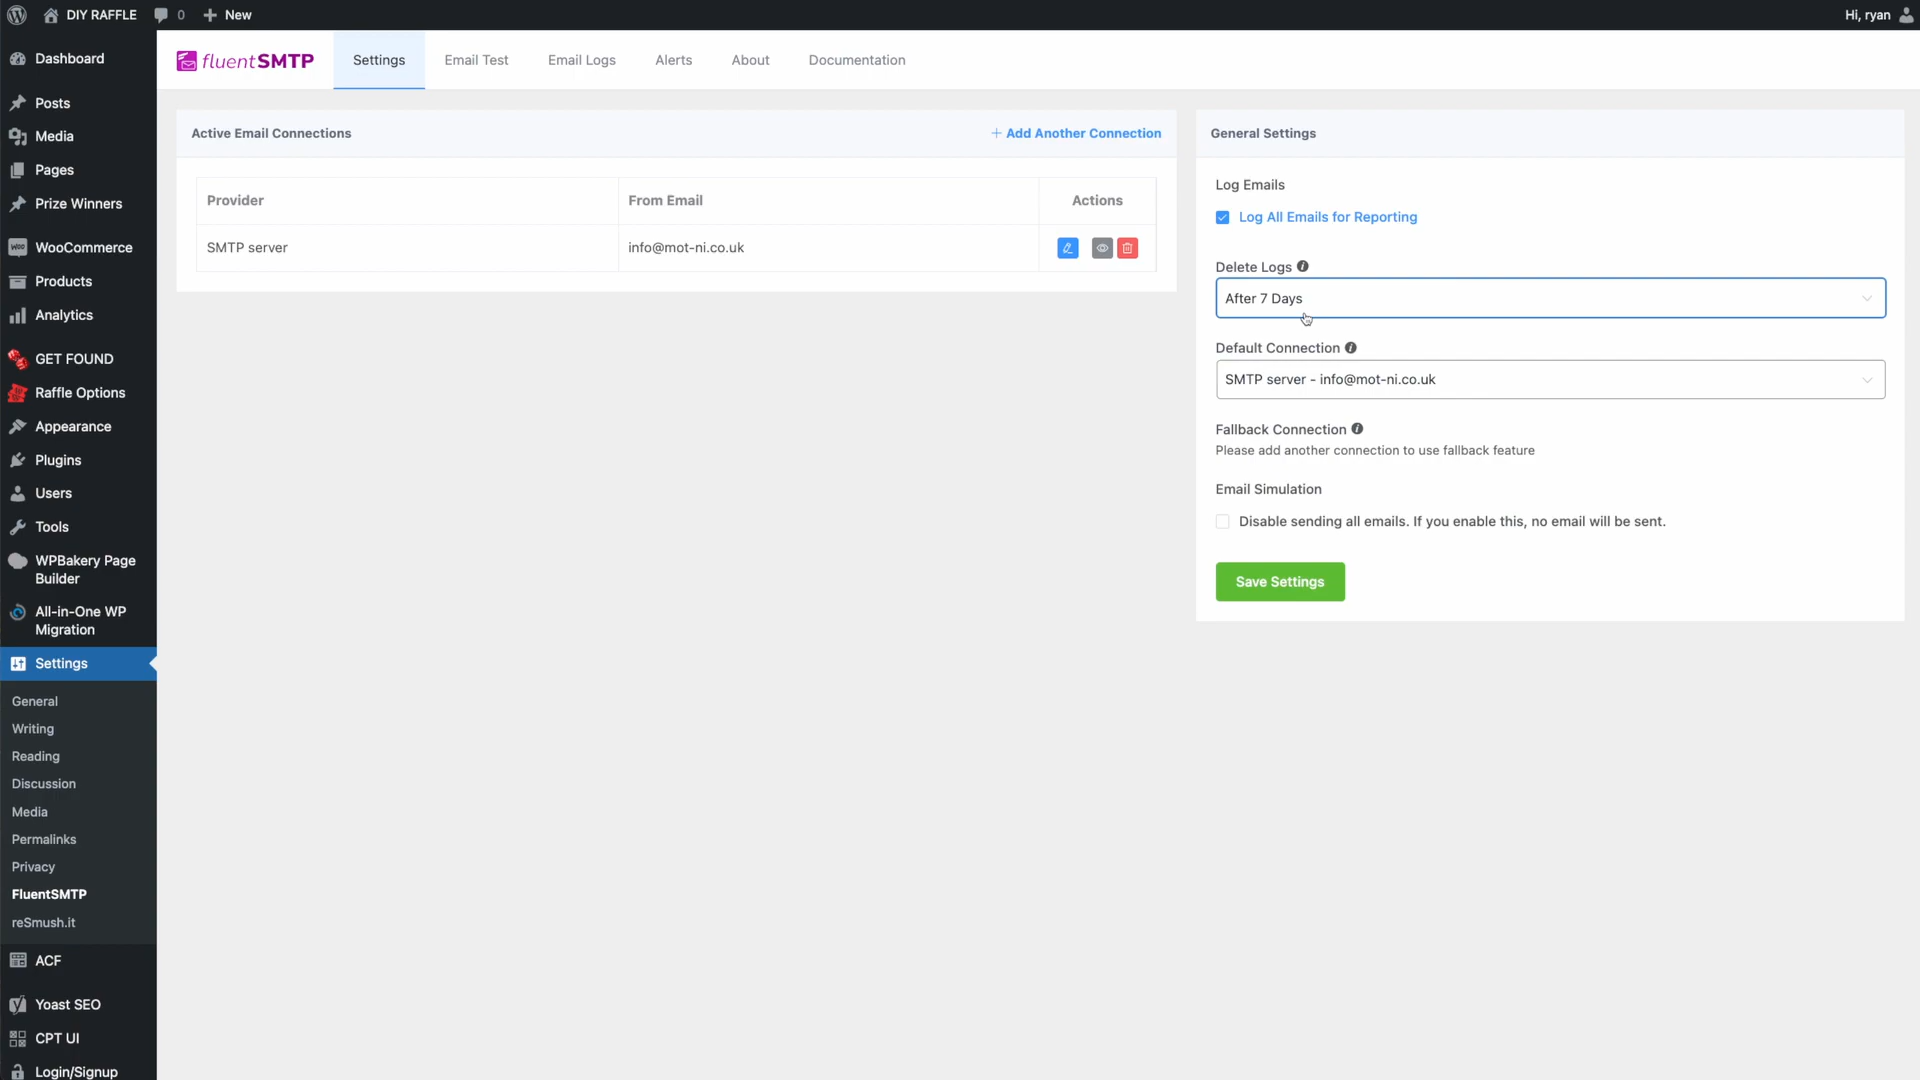 DIY RAFFLE
0
New
Hi, ryan
Dashboard
Posts
Media
Pages
Prize Winners
WooCommerce
Products
Analytics
GET FOUND
Raffle Options
Appearance
Plugins
Users
Tools
WPBakery Page
Builder
All-in-One WP
Migration
Settings
General
Writing
Reading
Discussion
Media
Permalinks
Privacy
FluentSMTP
reSmush.it
ACF
Yoast SEO
CPT UI
Login/Signup
fluentSMTP
Settings
Email Test
Email Logs
Alerts
About
Documentation
Active Email Connections
+ Add Another Connection
Provider
From Email
Actions
SMTP server
info@mot-ni.co.uk
General Settings
Log Emails
Log All Emails for Reporting
Delete Logs
After 7 Days
Default Connection
SMTP server - info@mot-ni.co.uk
Fallback Connection
Please add another connection to use fallback feature
Email Simulation
Disable sending all emails. If you enable this, no email will be sent.
Save Settings